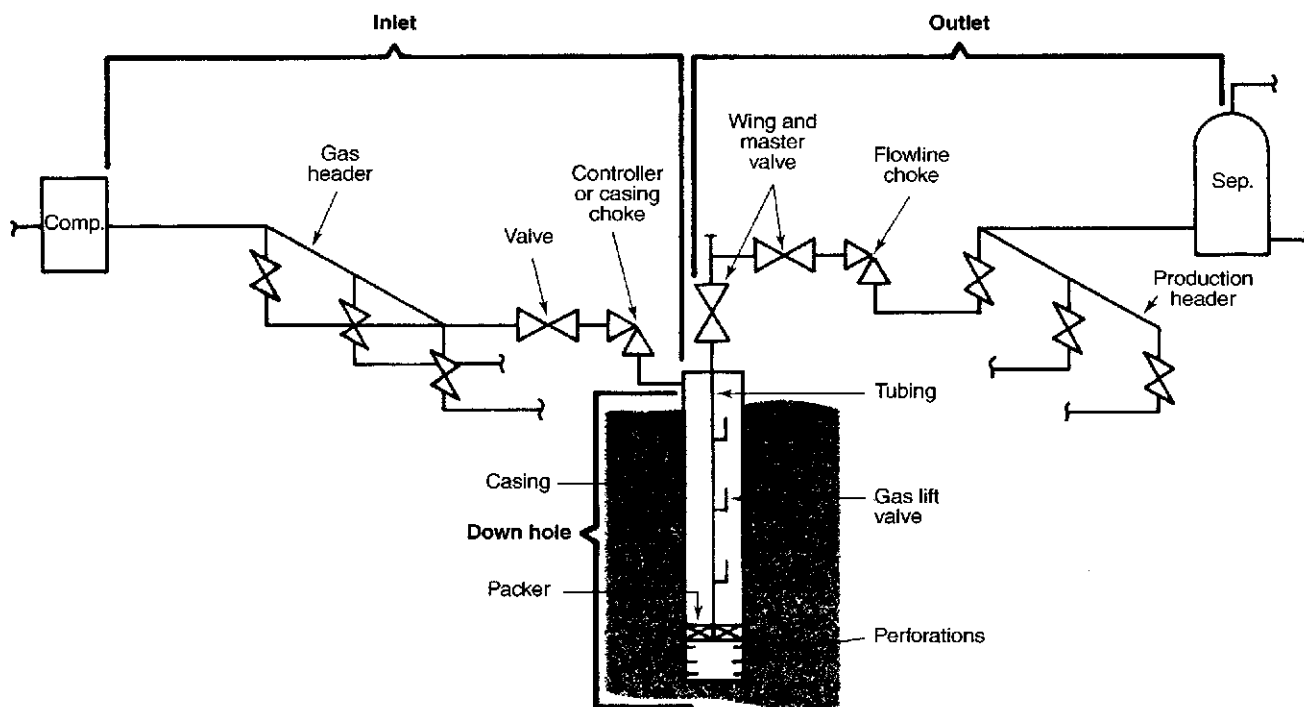 Inlet
Outlet
Gas
header
Controller
or casing
choke
Valve
Comp.
Wing and
master
valve
Flowline
choke
Sep.
Production
header
Tubing
Casing
Gas lift
valve
Down hole
Packer
Perforations